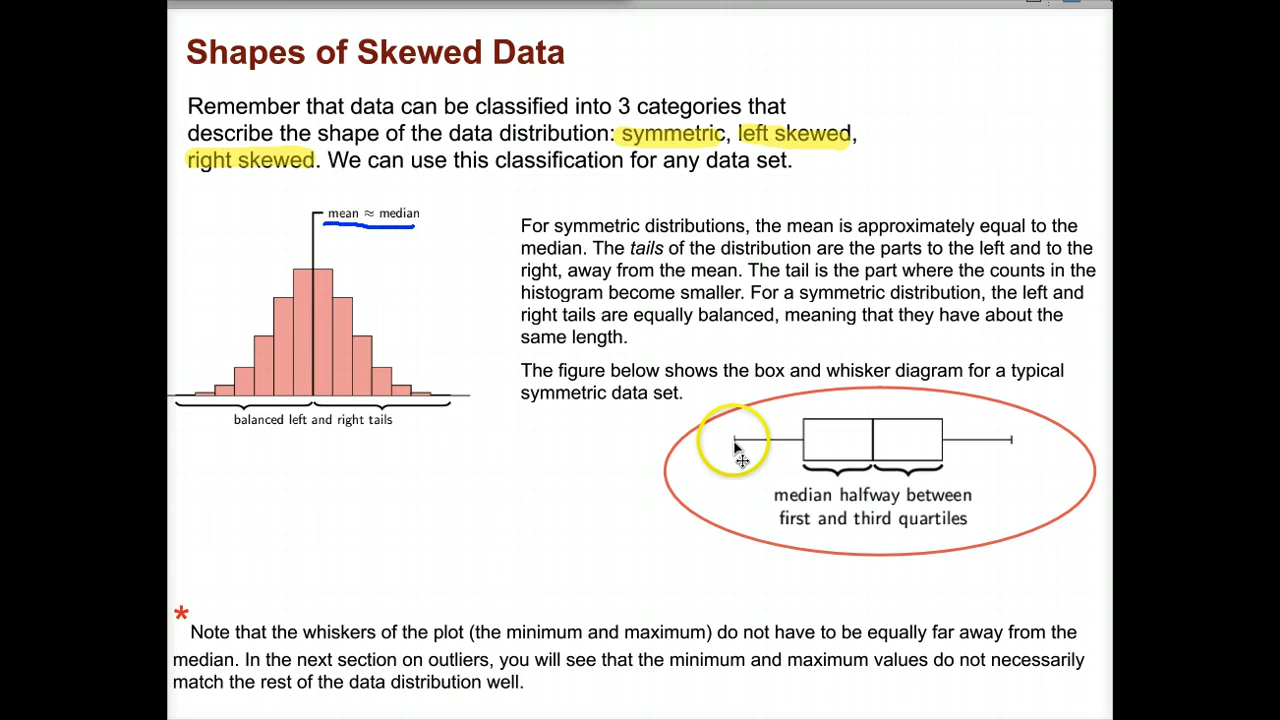 Shapes of Skewed Data
Remember that data can be classified into 3 categories that
describe the shape of the data distribution: symmetric, left skewed,
right skewed. We can use this classification for any data set.
mean ≈ median
balanced left and right tails
For symmetric distributions, the mean is approximately equal to the
median. The tails of the distribution are the parts to the left and to the
right, away from the mean. The tail is the part where the counts in the
histogram become smaller. For a symmetric distribution, the left and
right tails are equally balanced, meaning that they have about the
same length.
The figure below shows the box and whisker diagram for a typical
symmetric data set.
median halfway between
first and third quartiles
*
Note that the whiskers of the plot (the minimum and maximum) do not have to be equally far away from the
median. In the next section on outliers, you will see that the minimum and maximum values do not necessarily
match the rest of the data distribution well.